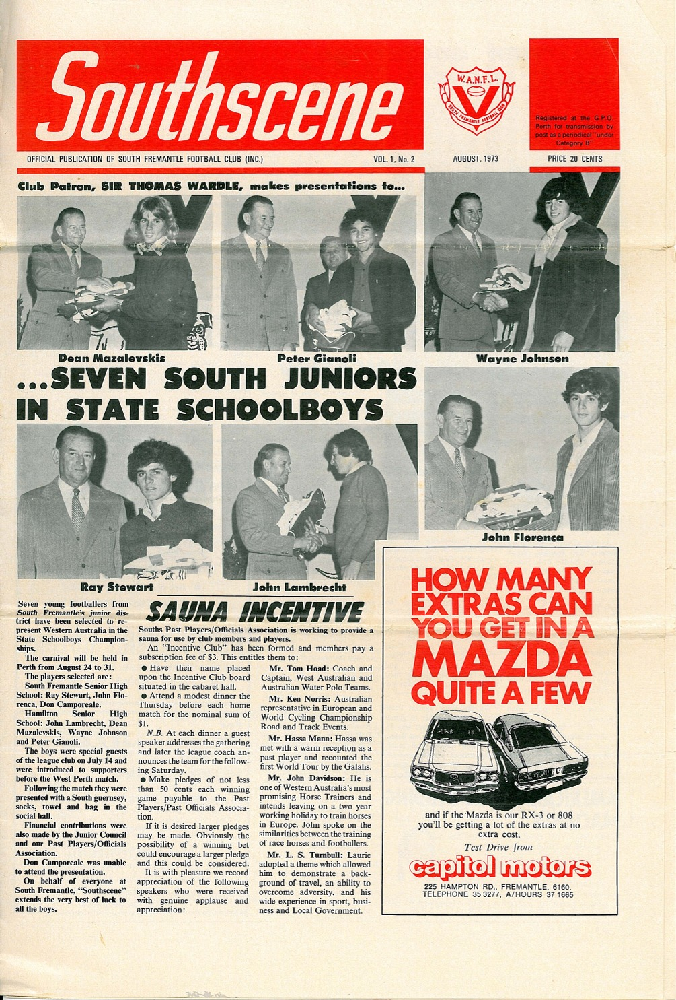 Southscene
W.A.N.F.L.
SOUTH FREMANTLE FOOTBALL CLUB
Registered at the G.P.O.
Perth for transmission by
post as a periodical "under
Category B"
OFFICIAL PUBLICATION OF SOUTH FREMANTLE FOOTBALL CLUB (INC.)
VOL. 1, No. 2
AUGUST, 1973
PRICE 20 CENTS
Club Patron, SIR THOMAS WARDLE, makes presentations to...
Dean Mazalevskis
Peter Gianoli
Wayne Johnson
...SEVEN SOUTH JUNIORS
IN STATE SCHOOLBOYS
John Florenca
Ray Stewart
John Lambrecht
Seven young footballers from
South Fremantle's junior dis-
trict have been selected to re-
present Western Australia in the
State Schoolboys Champion-
ships.
The carnival will be held in
Perth from August 24 to 31.
The players selected are:
South Fremantle Senior High
School: Ray Stewart, John Flo-
renca, Don Camporeale.
Hamilton Senior High
School: John Lambrecht, Dean
Mazalevskis, Wayne Johnson
and Peter Gianoli.
The boys were special guests
of the league club on July 14 and
were introduced to supporters
before the West Perth match.
Following the match they were
presented with a South guernsey,
socks, towel and bag in the
social hall.
Financial contributions were
also made by the Junior Council
and our Past Players/Officials
Association.
Don Camporeale was unable
to attend the presentation.
On behalf of everyone at
South Fremantle, "Southscene"
extends the very best of luck to
all the boys.
SAUNA INCENTIVE
Souths Past Players/Officials Association is working to provide a
sauna for use by club members and players.
An "Incentive Club" has been formed and members pay a
subscription fee of $3. This entitles them to:
● Have their name placed
upon the Incentive Club board
situated in the cabaret hall.
● Attend a modest dinner the
Thursday before each home
match for the nominal sum of
$1.
N.B. At each dinner a guest
speaker addresses the gathering
and later the league coach an-
nounces the team for the follow-
ing Saturday.
● Make pledges of not less
than 50 cents each winning
game payable to the Past
Players/Past Officials Associa-
tion.
If it is desired larger pledges
may be made. Obviously the
possibility of a winning bet
could encourage a larger pledge
and this could be considered.
It is with pleasure we record
appreciation of the following
speakers who were received
with genuine applause and
appreciation:
Mr. Tom Hoad: Coach and
Captain, West Australian and
Australian Water Polo Teams.
Mr. Ken Norris: Australian
representative in European and
World Cycling Championship
Road and Track Events.
Mr. Hassa Mann: Hassa was
met with a warm reception as a
past player and recounted the
first World Tour by the Galahs.
Mr. John Davidson: He is
one of Western Australia's most
promising Horse Trainers and
intends leaving on a two year
working holiday to train horses
in Europe. John spoke on the
similarities between the training
of race horses and footballers.
Mr. L. S. Turnbull: Laurie
adopted a theme which allowed
him to demonstrate a back-
ground of travel, an ability to
overcome adversity, and his
wide experience in sport, busi-
ness and Local Government.
HOW MANY
EXTRAS CAN
YOU GET IN A
MAZDA
QUITE A FEW
and if the Mazda is our RX-3 or 808
you'll be getting a lot of the extras at no
extra cost.
Test Drive from
capitol motors
225 HAMPTON RD., FREMANTLE. 6160.
TELEPHONE 35 3277, A/HOURS 37 1665